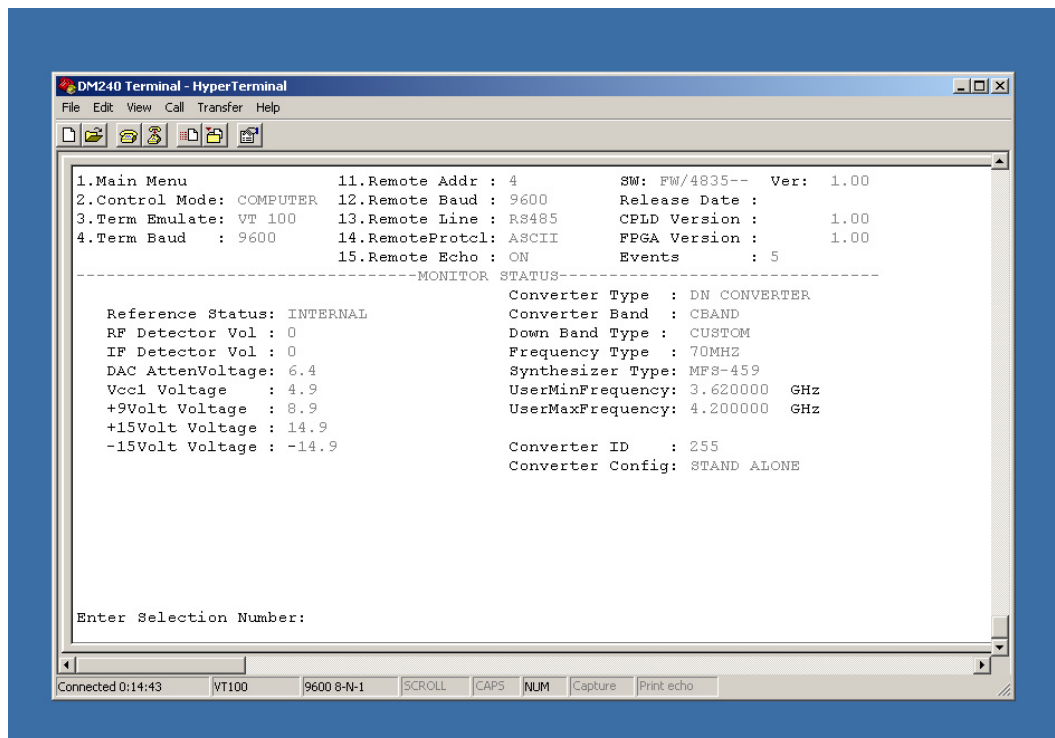 DM240 Terminal - HyperTerminal
File Edit View Call Transfer Help
1.Main Menu 11.Remote Addr : 4 SW: FW/4835-- Ver: 1.00
2.Control Mode: COMPUTER 12.Remote Baud : 9600 Release Date :
3.Term Emulate: VT 100 13.Remote Line : RS485 CPLD Version : 1.00
4.Term Baud : 9600 14.RemoteProtcl: ASCII FPGA Version : 1.00
15.Remote Echo : ON Events : 5
----------------------------------MONITOR STATUS--------------------------------
Converter Type : DN CONVERTER
Reference Status: INTERNAL Converter Band : CBAND
RF Detector Vol : 0 Down Band Type : CUSTOM
IF Detector Vol : 0 Frequency Type : 70MHZ
DAC AttenVoltage: 6.4 Synthesizer Type: MFS-459
Vcc1 Voltage : 4.9 UserMinFrequency: 3.620000 GHz
+9Volt Voltage : 8.9 UserMaxFrequency: 4.200000 GHz
+15Volt Voltage : 14.9
-15Volt Voltage : -14.9 Converter ID : 255
Converter Config: STAND ALONE
Enter Selection Number:
Connected 0:14:43 VT100 9600 8-N-1 SCROLL CAPS NUM Capture Print echo